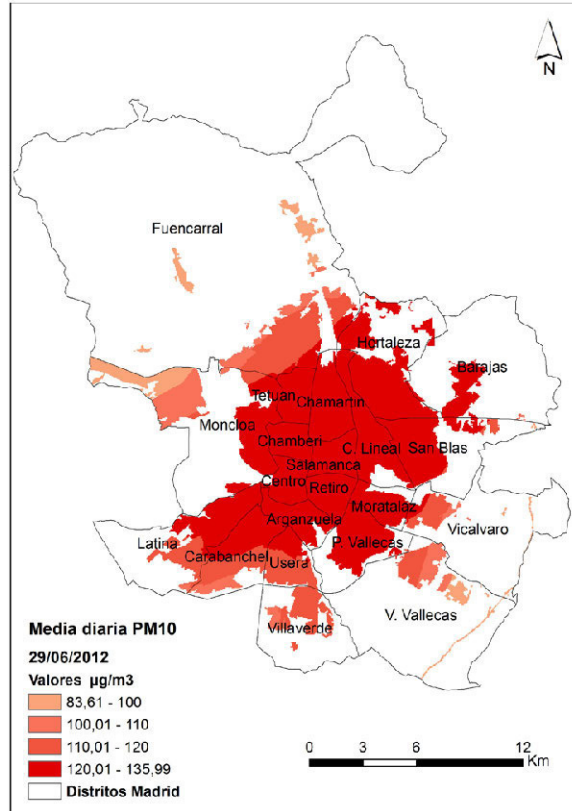 N
Fuencarral
Hortaleza
Barajas
Tetuan
Chamartin
Moncloa
Chamberi
C. Lineal
San Blas
Salamanca
Centro
Retiro
Moratalaz
Arganzuela
Vicalvaro
Latina
P. Vallecas
Carabanchel
Usera
V. Vallecas
Villaverde
Media diaria PM10
29/06/2012
Valores µg/m3
83,61 - 100
100,01 - 110
110,01 - 120
120,01 - 135,99
Distritos Madrid
0 3 6 12
Km